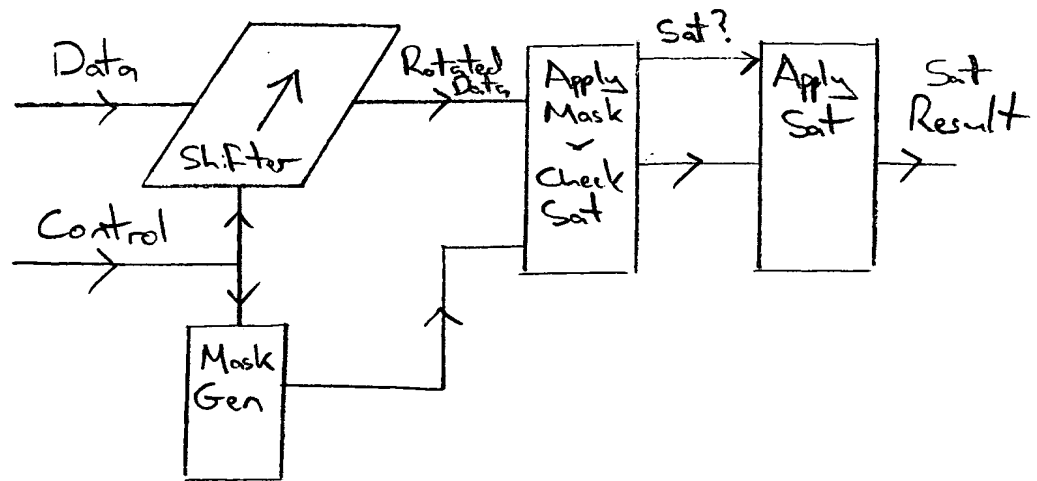 Data
Shifter
Rotated
Data
Control
Mask
Gen
Apply
Mask
Check
Sat
Sat?
Apply
Sat
Sat
Result